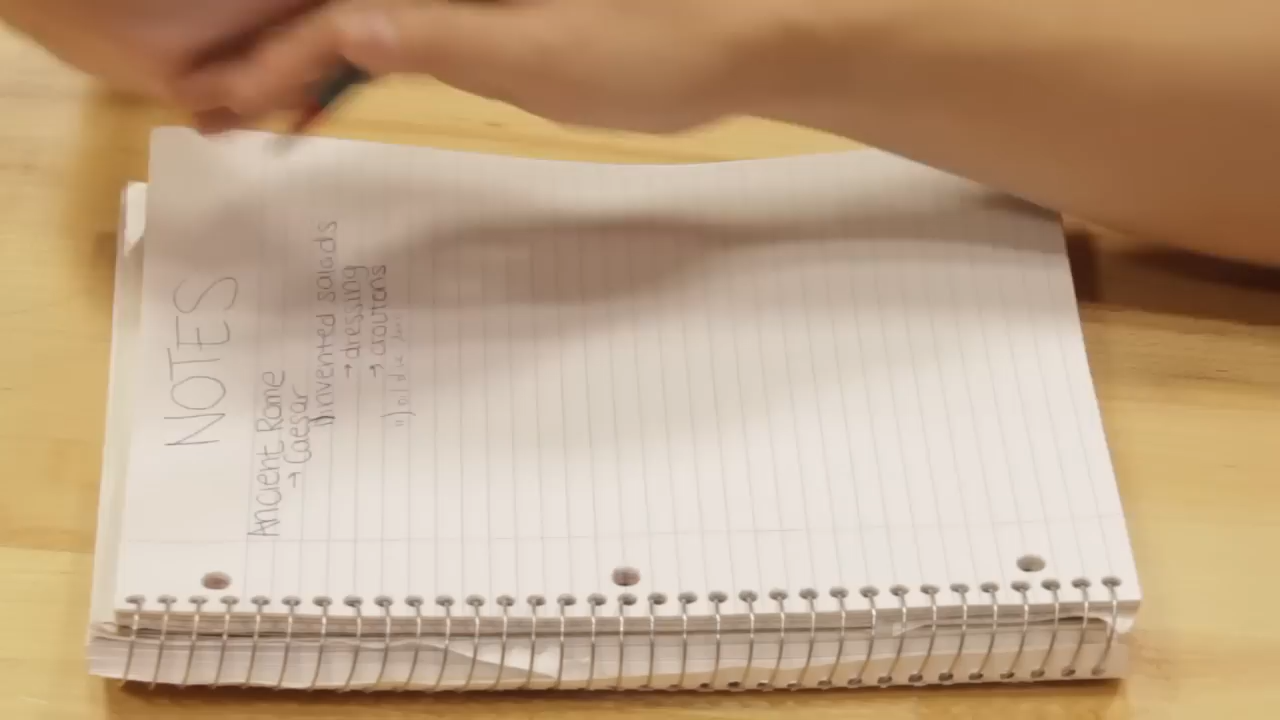 NOTES
Ancient Rome
→ Caesar
invented salads
→ dressing
→ croutons